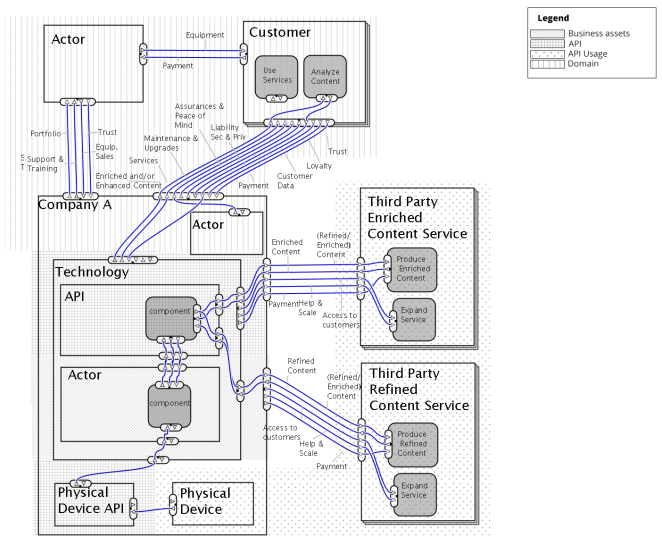 Legend
Business assets
API
API Usage
Domain
Actor
Customer
Equipment
Payment
Use
Services
Analyze
Content
Assurances &
Peace of
Mind
Liability
Sec & Priv
Maintenance &
Upgrades
Services
Portfolio
Trust
Equip.
Sales
Support &
Training
Enriched and/or
Enhanced Content
Payment
Customer
Data
Loyalty
Trust
Company A
Actor
Technology
API
component
Actor
component
Physical
Device API
Physical
Device
Enriched
Content
(Refined/
Enriched)
Content
Payment
Help &
Scale
Access to
customers
Third Party
Enriched
Content Service
Produce
Enriched
Content
Expand
Service
Refined
Content
(Refined/
Enriched)
Content
Access to
customers
Help &
Scale
Payment
Third Party
Refined
Content Service
Produce
Refined
Content
Expand
Service